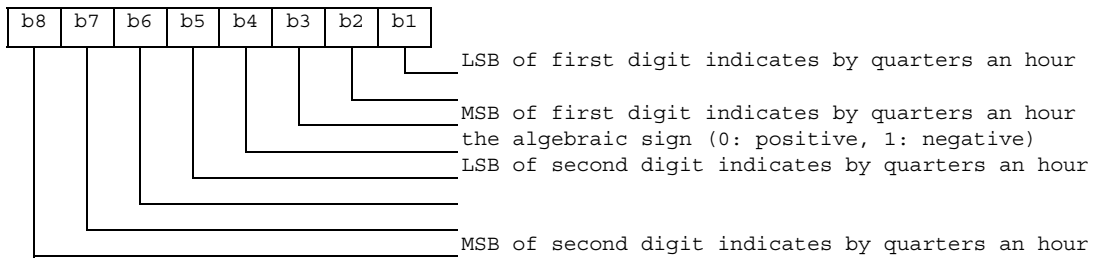 b8 b7 b6 b5 b4 b3 b2 b1
LSB of first digit indicates by quarters an hour
MSB of first digit indicates by quarters an hour
the algebraic sign (0: positive, 1: negative)
LSB of second digit indicates by quarters an hour
MSB of second digit indicates by quarters an hour